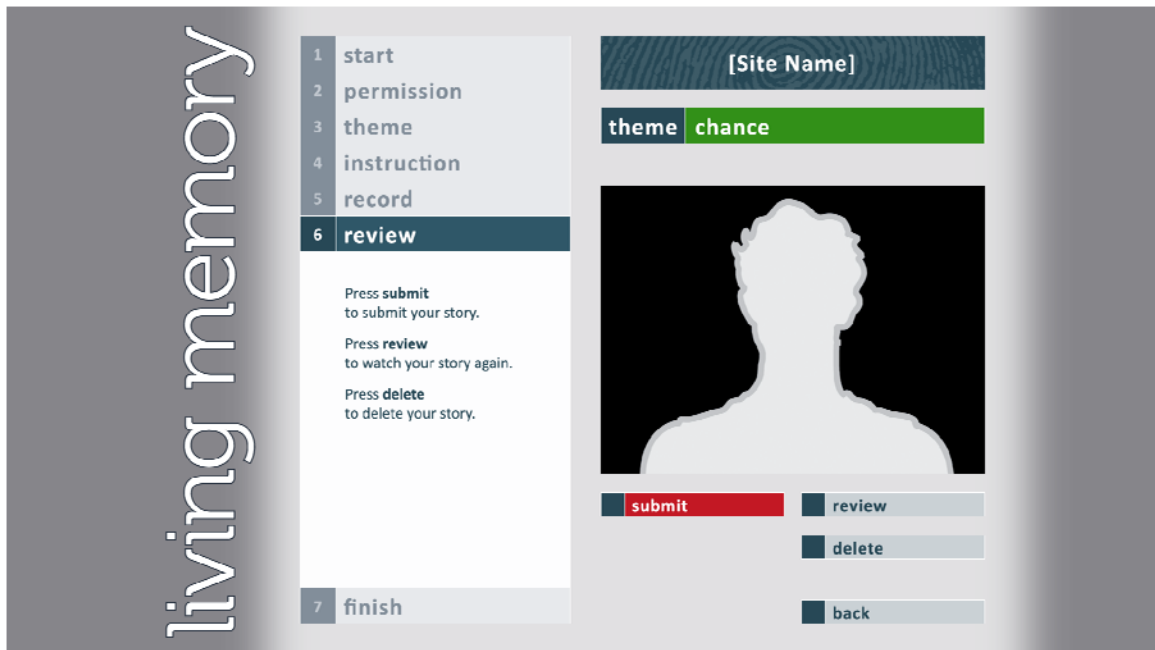 living memory
1 start
2 permission
3 theme
4 instruction
5 record
6 review
Press submit
to submit your story.
Press review
to watch your story again.
Press delete
to delete your story.
7 finish
[Site Name]
theme chance
submit
review
delete
back